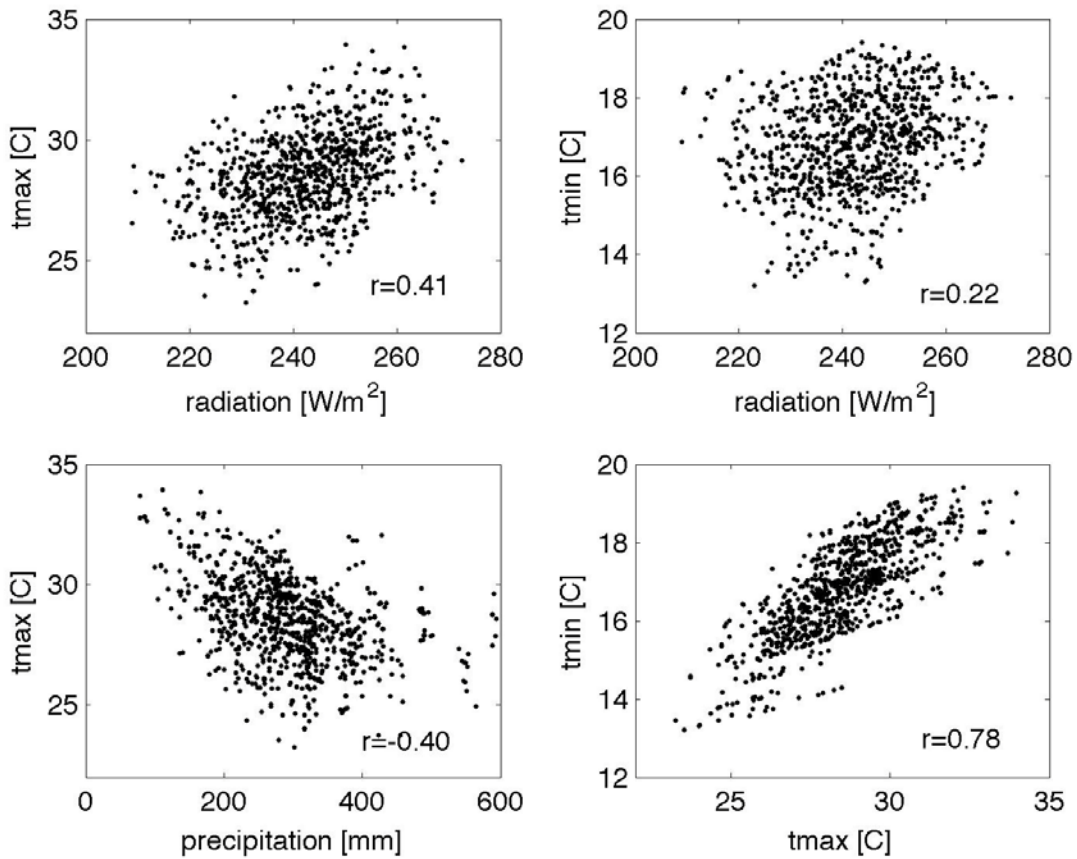 35
30
25
tmax [C]
r=0.41
200 220 240 260 280
radiation [W/m²]
20
18
16
14
12
tmin [C]
r=0.22
200 220 240 260 280
radiation [W/m²]
35
30
25
tmax [C]
r=-0.40
0 200 400 600
precipitation [mm]
20
18
16
14
12
tmin [C]
r=0.78
25 30 35
tmax [C]